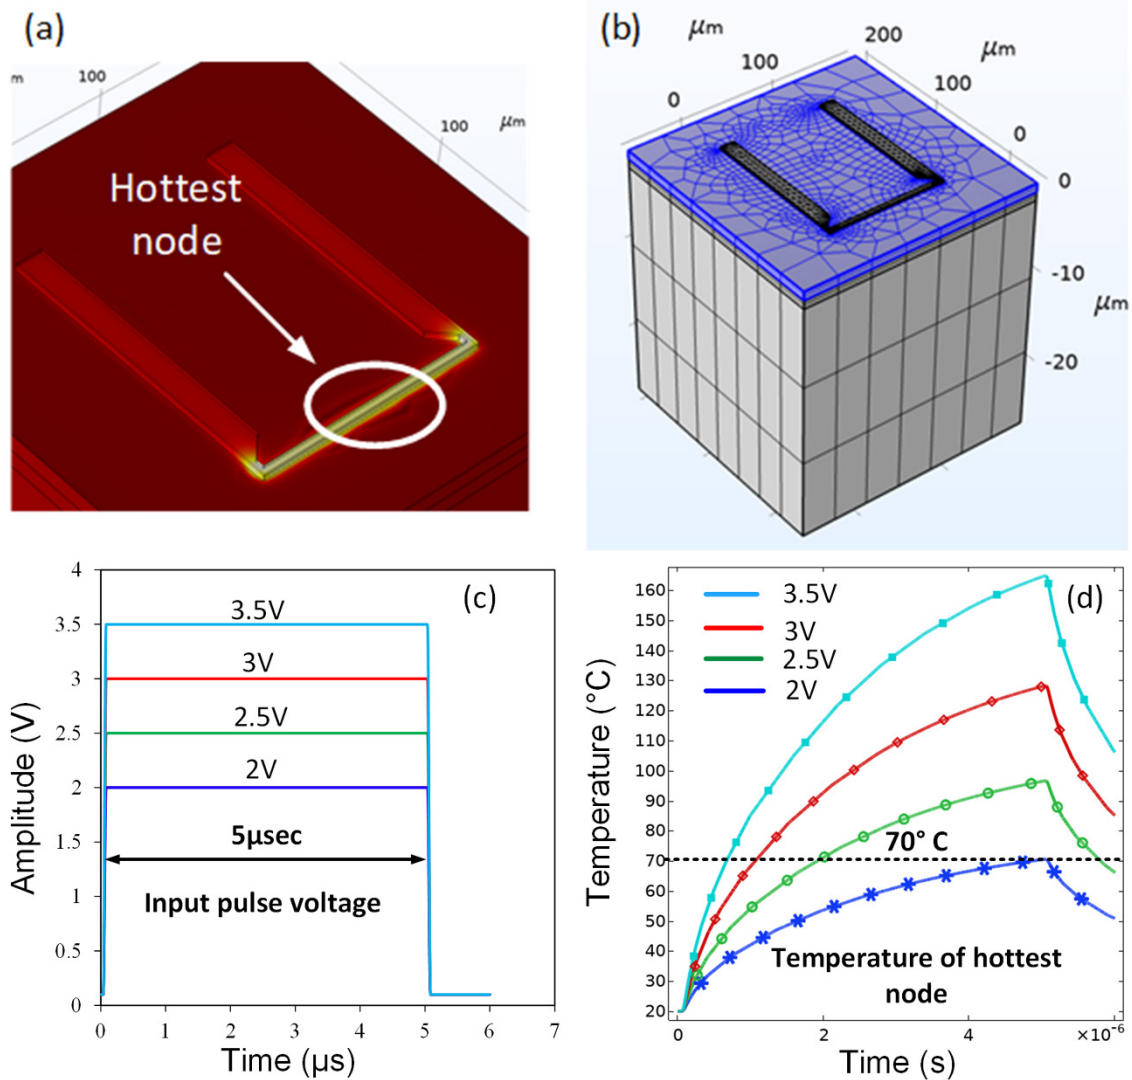 (a)
m
100
100
μm
Hottest
node
(b)
μm
200
μm
100
100
0
0
0
-10
μm
-20
(c)
4
3.5
3
2.5
2
1.5
1
0.5
0
3.5V
3V
2.5V
2V
5μsec
Input pulse voltage
0 1 2 3 4 5 6 7
Amplitude (V)
Time (μs)
(d)
160
150
140
130
120
110
100
90
80
70
60
50
40
30
20
3.5V
3V
2.5V
2V
70° C
Temperature of hottest
node
0 2 4 ×10⁻⁶
Temperature (°C)
Time (s)